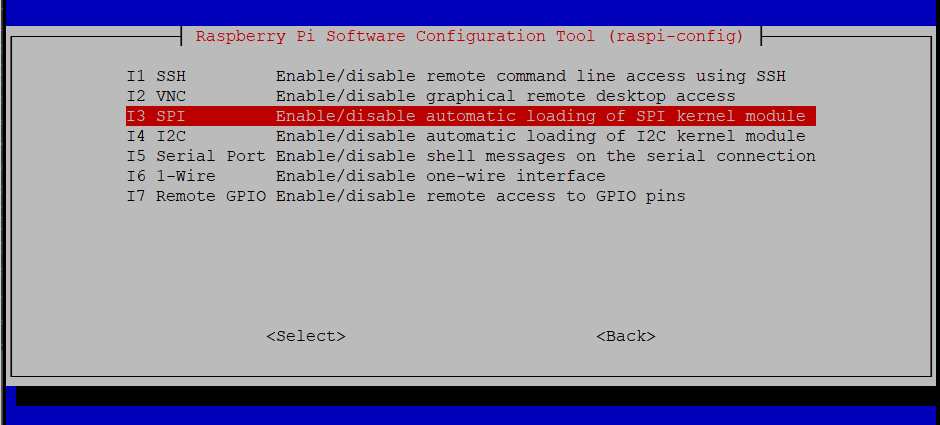 Raspberry Pi Software Configuration Tool (raspi-config)
I1 SSH Enable/disable remote command line access using SSH
I2 VNC Enable/disable graphical remote desktop access
I3 SPI Enable/disable automatic loading of SPI kernel module
I4 I2C Enable/disable automatic loading of I2C kernel module
I5 Serial Port Enable/disable shell messages on the serial connection
I6 1-Wire Enable/disable one-wire interface
I7 Remote GPIO Enable/disable remote access to GPIO pins
<Select> <Back>